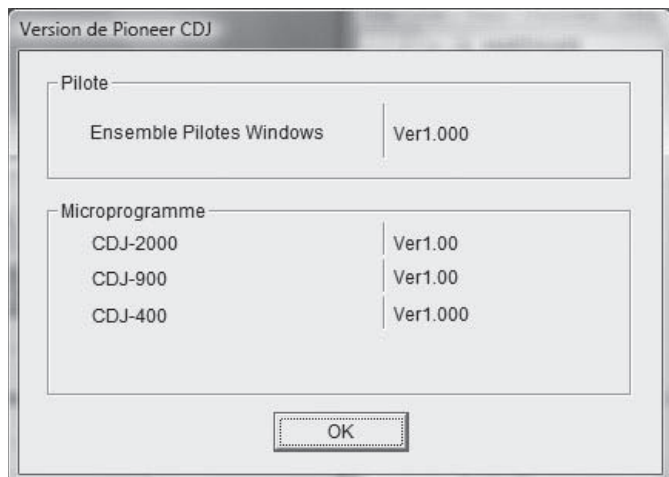 Version de Pioneer CDJ
Pilote
Ensemble Pilotes Windows Ver1.000
Microprogramme
CDJ-2000 Ver1.00
CDJ-900 Ver1.00
CDJ-400 Ver1.000
OK